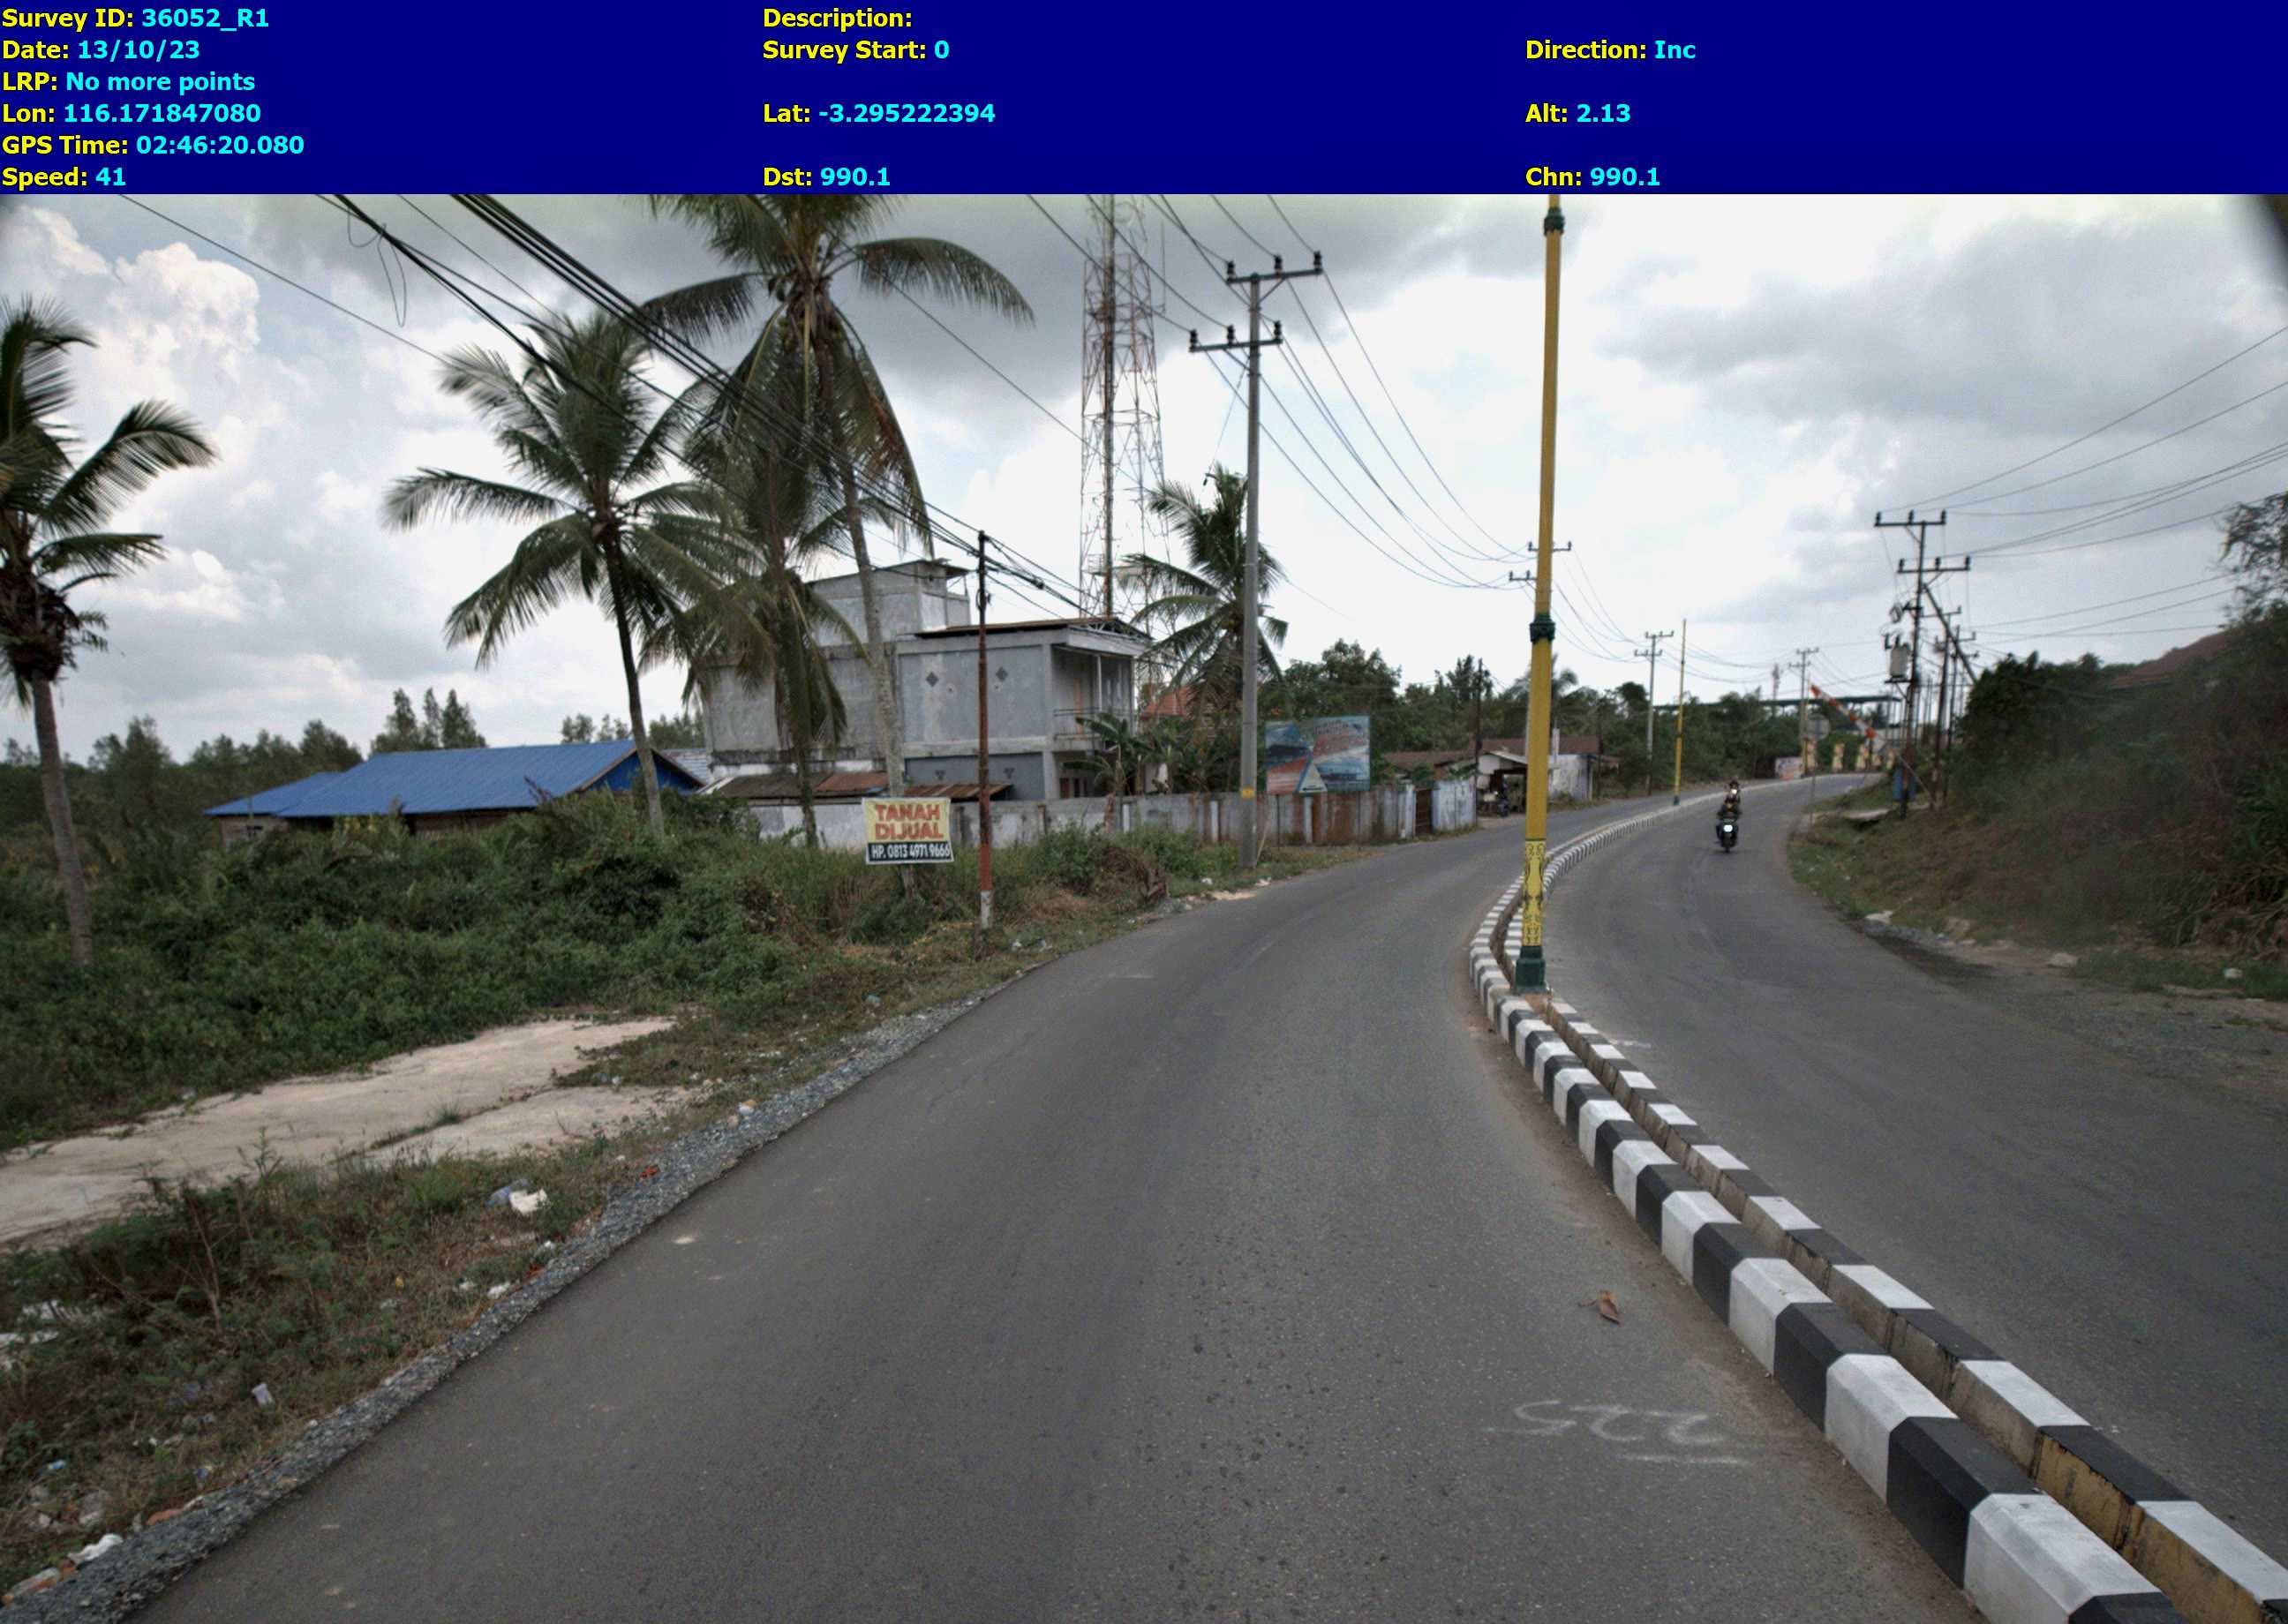 Survey ID: 36052_R1
Description:
Date: 13/10/23
Survey Start: 0
Direction: Inc
LRP: No more points
Lon: 116.171847080
Lat: -3.295222394
Alt: 2.13
GPS Time: 02:46:20.080
Speed: 41
Dst: 990.1
Chn: 990.1
TANAH
DIJUAL
HP. 0813 4971 9666